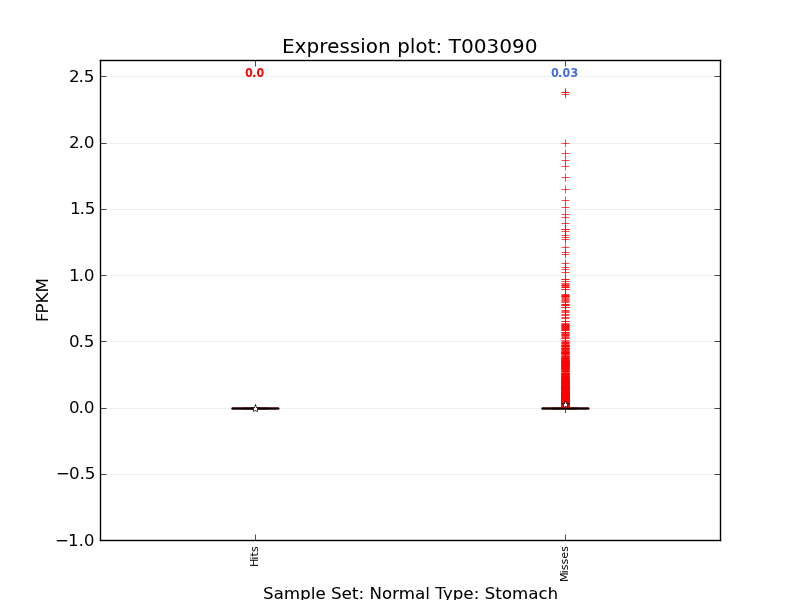 Expression plot: T003090
0.0
0.03
2.5
2.0
1.5
1.0
0.5
0.0
−0.5
−1.0
FPKM
Hits
Misses
Sample Set: Normal Type: Stomach